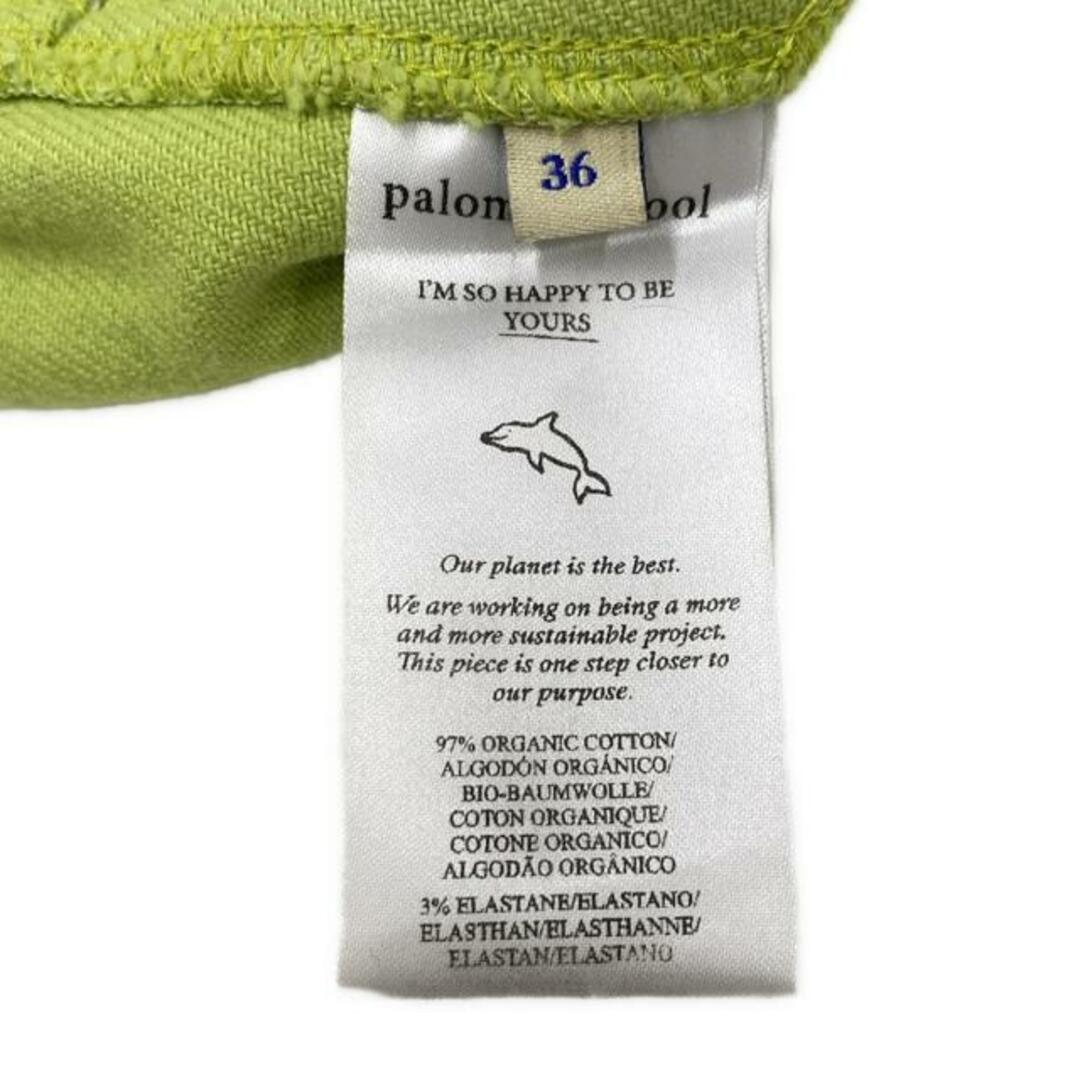 36
palom ool
I'M SO HAPPY TO BE
YOURS
Our planet is the best.
We are working on being a more
and more sustainable project.
This piece is one step closer to
our purpose.
97% ORGANIC COTTON/
ALGODÓN ORGÁNICO/
BIO-BAUMWOLLE/
COTON ORGANIQUE/
COTONE ORGANICO/
ALGODÃO ORGÂNICO
3% ELASTANE/ELASTANO/
ELASTHAN/ELASTHANNE/
ELASTAN/ELASTANO